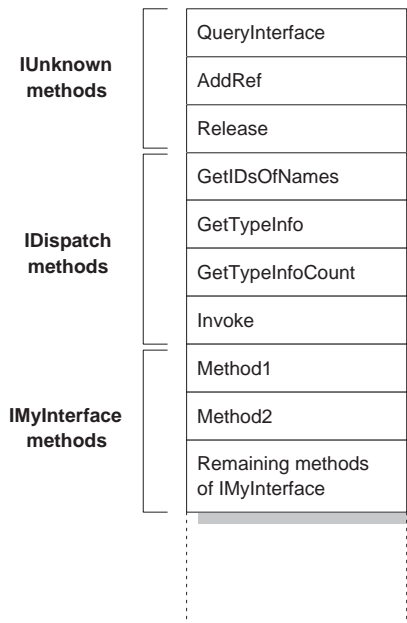 IUnknown
methods
QueryInterface
AddRef
Release
IDispatch
methods
GetIDsOfNames
GetTypeInfo
GetTypeInfoCount
Invoke
IMyInterface
methods
Method1
Method2
Remaining methods
of IMyInterface